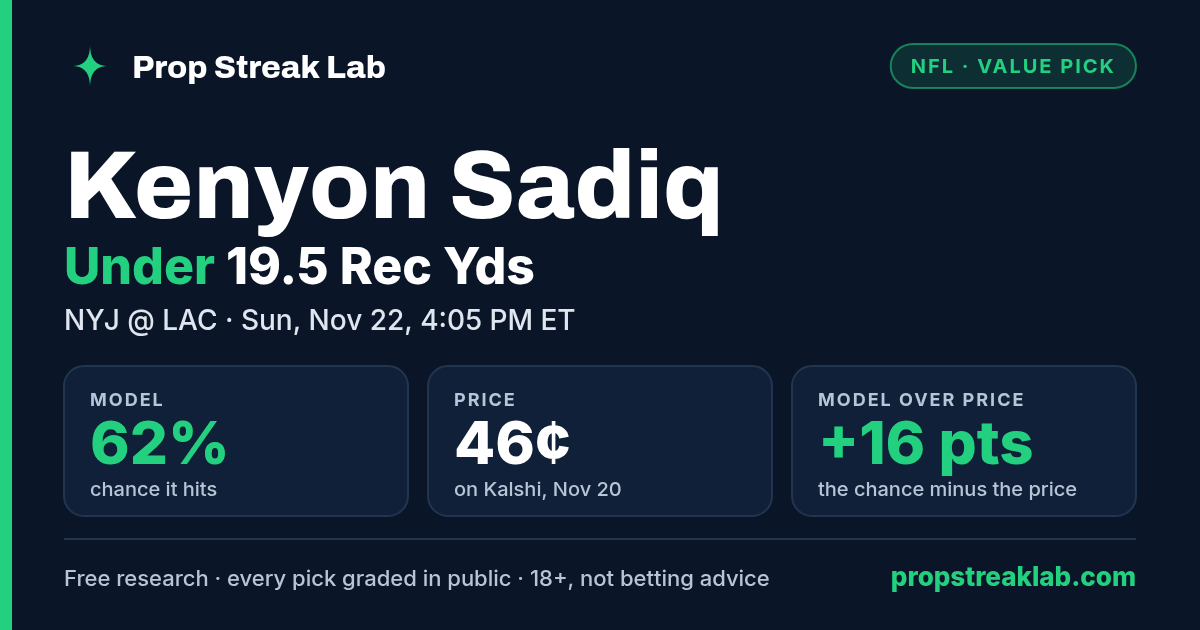 Prop Streak Lab
NFL · VALUE PICK
Kenyon Sadiq
Under 19.5 Rec Yds
NYJ @ LAC · Sun, Nov 22, 4:05 PM ET
MODEL
62%
chance it hits
PRICE
46¢
on Kalshi, Nov 20
MODEL OVER PRICE
+16 pts
the chance minus the price
Free research · every pick graded in public · 18+, not betting advice
propstreaklab.com